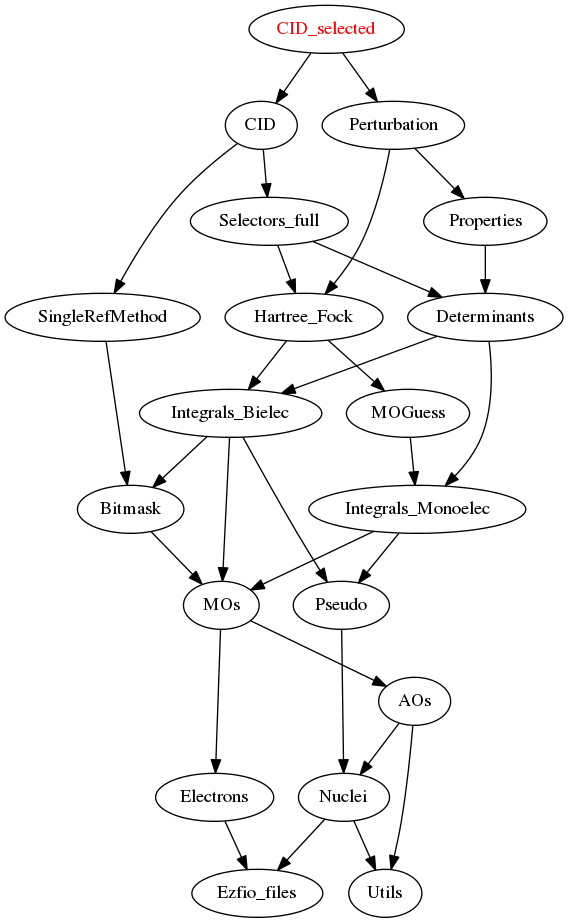 CID_selected
CID
Perturbation
Selectors_full
Properties
SingleRefMethod
Hartree_Fock
Determinants
Integrals_Bielec
MOGuess
Bitmask
Integrals_Monoelec
MOs
Pseudo
AOs
Electrons
Nuclei
Ezfio_files
Utils